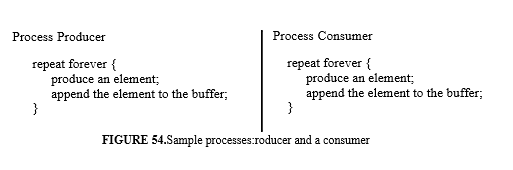 Process Producer
repeat forever {
produce an element;
append the element to the buffer;
}
Process Consumer
repeat forever {
produce an element;
append the element to the buffer;
}
FIGURE 54.Sample processes:roducer and a consumer